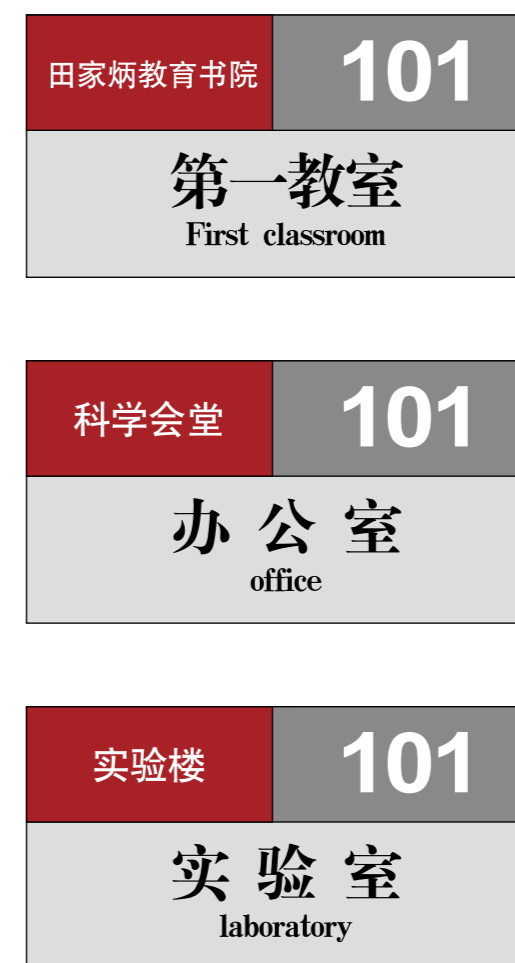 田家炳教育书院 101
第一教室
First classroom
科学会堂 101
办公室
office
实验楼 101
实验室
laboratory